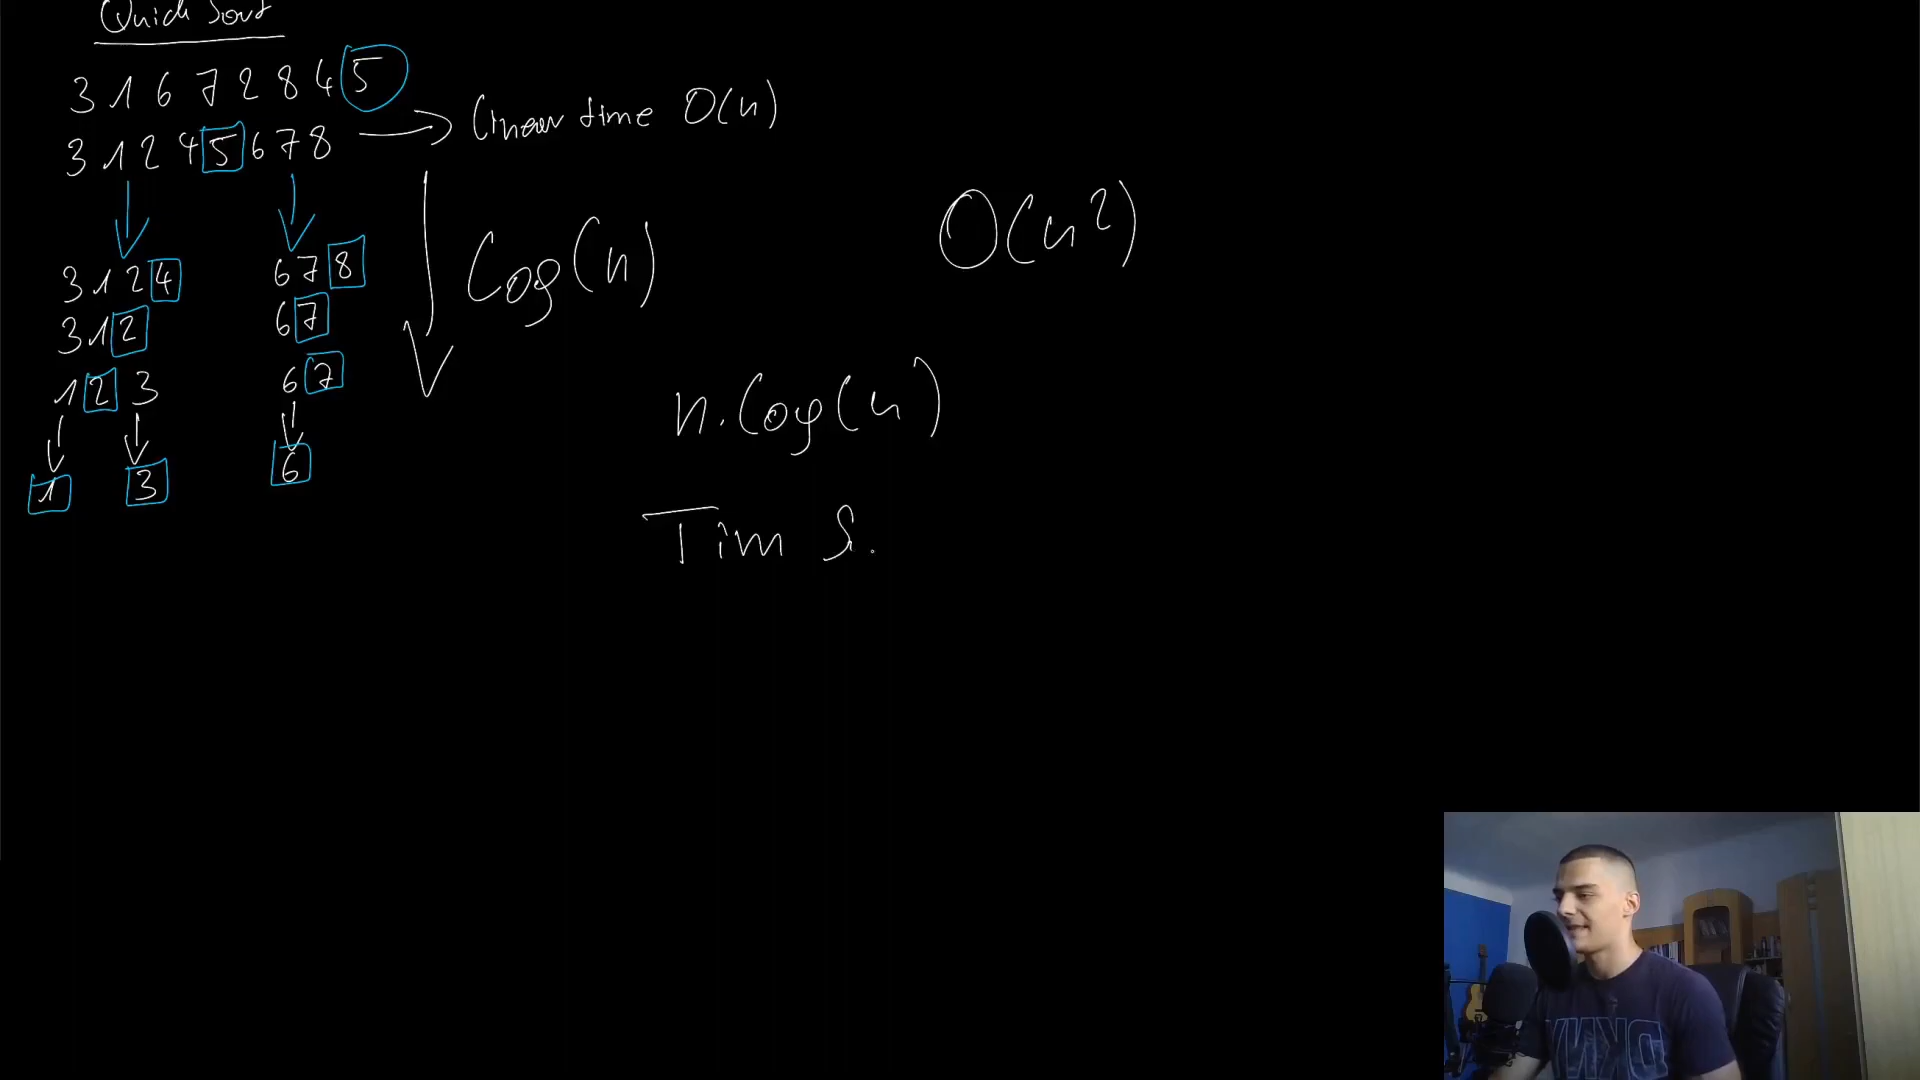 Quick Sort
3 1 6 7 2 8 4 5
3 1 2 4 5 6 7 8 → Linear time O(n)
3 1 2 4
6 7 8
3 1 2
6 7
1 2 3
6 7
1
3
6
Log(n)
O(n²)
n.Log(n)
Tim S.
DKNY